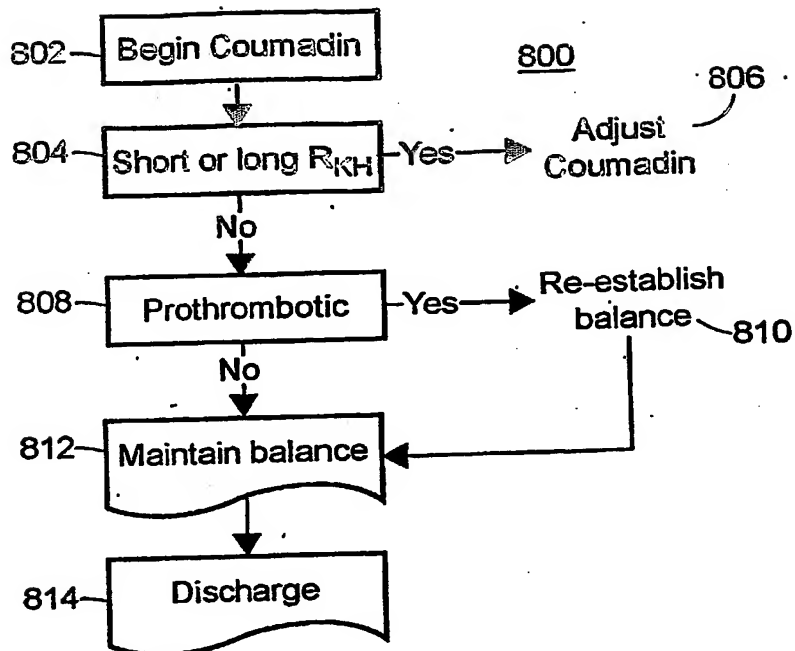 802
Begin Coumadin
800
806
804
Short or long RKH
Yes
Adjust
Coumadin
No
808
Prothrombotic
Yes
Re-establish
balance
810
No
812
Maintain balance
814
Discharge